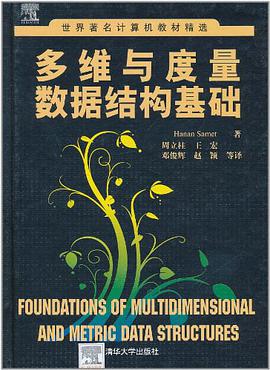 世界著名计算机教材精选
多维与度量
数据结构基础
Hanan Samet 著
周立柱 王宏
邓俊辉 赵颖 等译
FOUNDATIONS OF MULTIDIMENSIONAL
AND METRIC DATA STRUCTURES
清华大学出版社